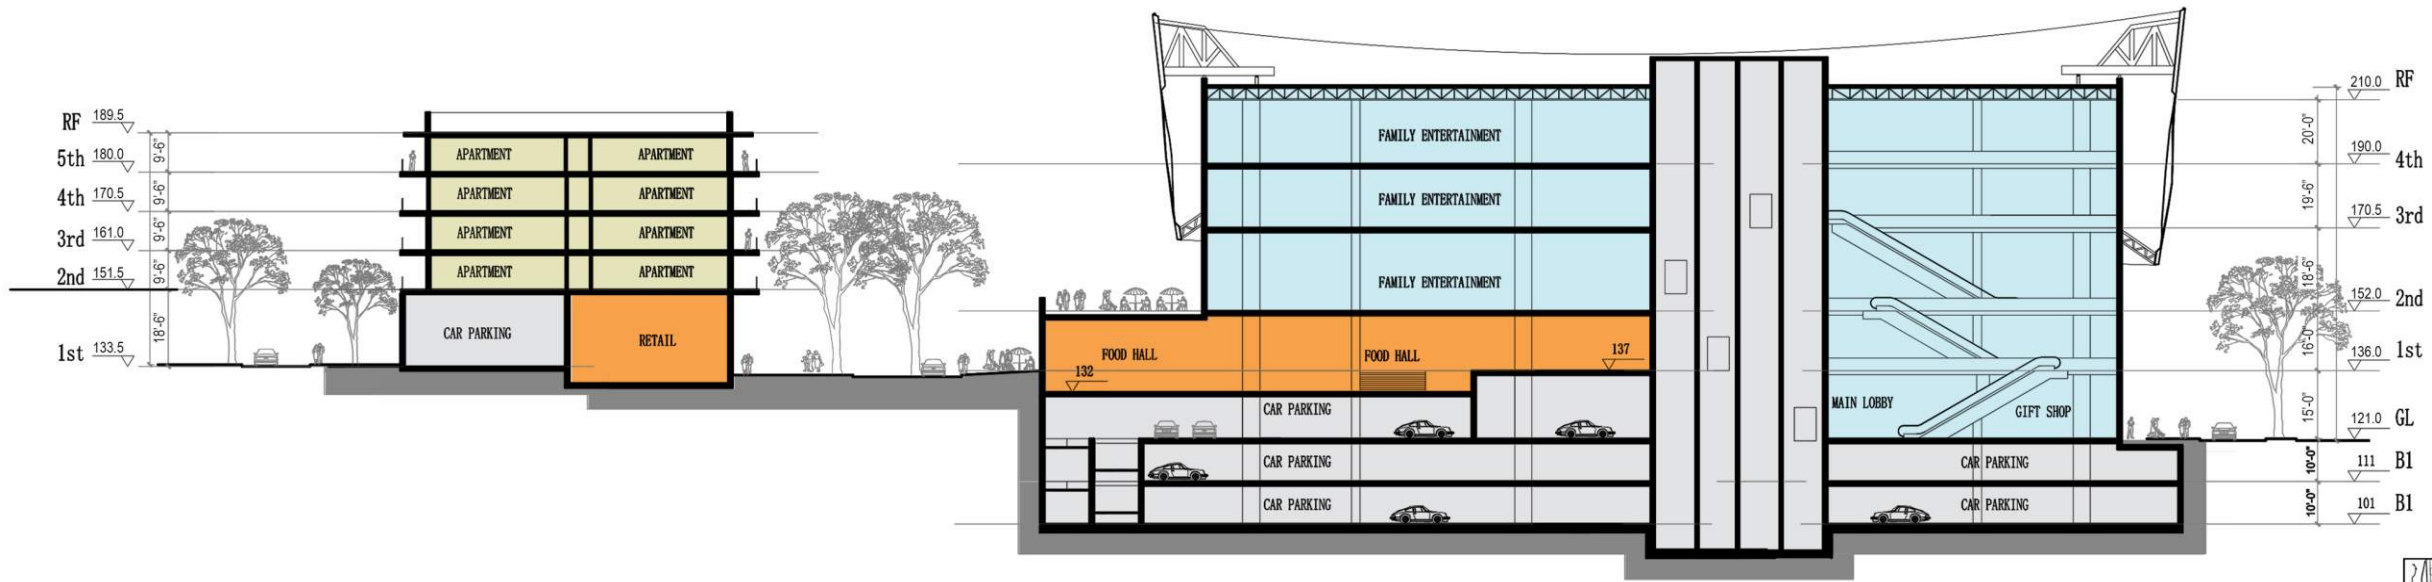 RF 189.5
5th 180.0
4th 170.5
3rd 161.0
2nd 151.5
1st 133.5
9'-6"
9'-6"
9'-6"
9'-6"
18'-6"
APARTMENT APARTMENT
APARTMENT APARTMENT
APARTMENT APARTMENT
APARTMENT APARTMENT
CAR PARKING RETAIL
FAMILY ENTERTAINMENT
FAMILY ENTERTAINMENT
FAMILY ENTERTAINMENT
FOOD HALL FOOD HALL 137
132
CAR PARKING
CAR PARKING
CAR PARKING
MAIN LOBBY GIFT SHOP
CAR PARKING
CAR PARKING
20'-0"
19'-6"
18'-6"
16'-0"
15'-0"
10'-0"
10'-0"
210.0 RF
190.0 4th
170.5 3rd
152.0 2nd
136.0 1st
121.0 GL
111 B1
101 B1